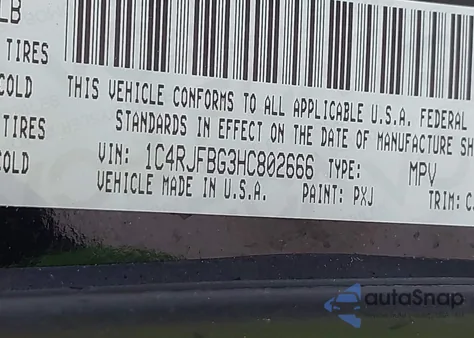 LB
TIRES
COLD
THIS VEHICLE CONFORMS TO ALL APPLICABLE U.S.A. FEDERAL
TIRES
STANDARDS IN EFFECT ON THE DATE OF MANUFACTURE SH
COLD
VIN: 1C4RJFBG3HC802666 TYPE: MPV
VEHICLE MADE IN U.S.A. PAINT: PXJ TRIM: C
autoSnap